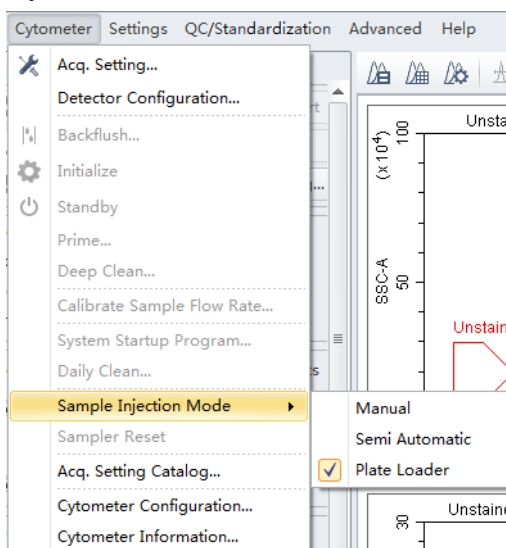 Cytometer Settings QC/Standardization Advanced Help
Acq. Setting...
Detector Configuration...
Backflush...
Initialize
Standby
Prime...
Deep Clean...
Calibrate Sample Flow Rate...
System Startup Program...
Daily Clean...
Sample Injection Mode
Sampler Reset
Acq. Setting Catalog...
Cytometer Configuration...
Cytometer Information...
Manual
Semi Automatic
Plate Loader
Unsta
(x10⁴)
100
SSC-A
50
Unstain
Unstaine
30